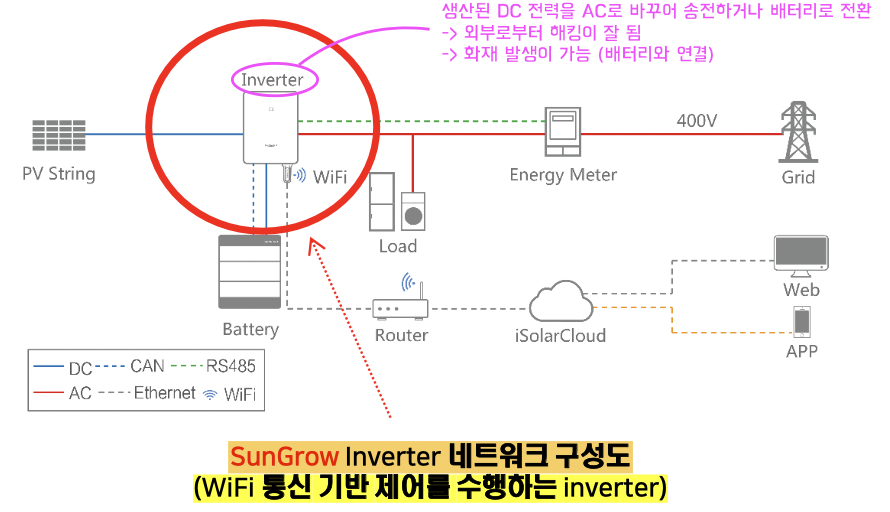 생산된 DC 전력을 AC로 바꾸어 송전하거나 배터리로 전환
-> 외부로부터 해킹이 잘 됨
-> 화재 발생이 가능 (배터리와 연결)
Inverter
400V
PV String
WiFi
Energy Meter
Grid
Load
Battery
Router
iSolarCloud
Web
APP
DC CAN RS485
AC Ethernet WiFi
SunGrow Inverter 네트워크 구성도
(WiFi 통신 기반 제어를 수행하는 inverter)